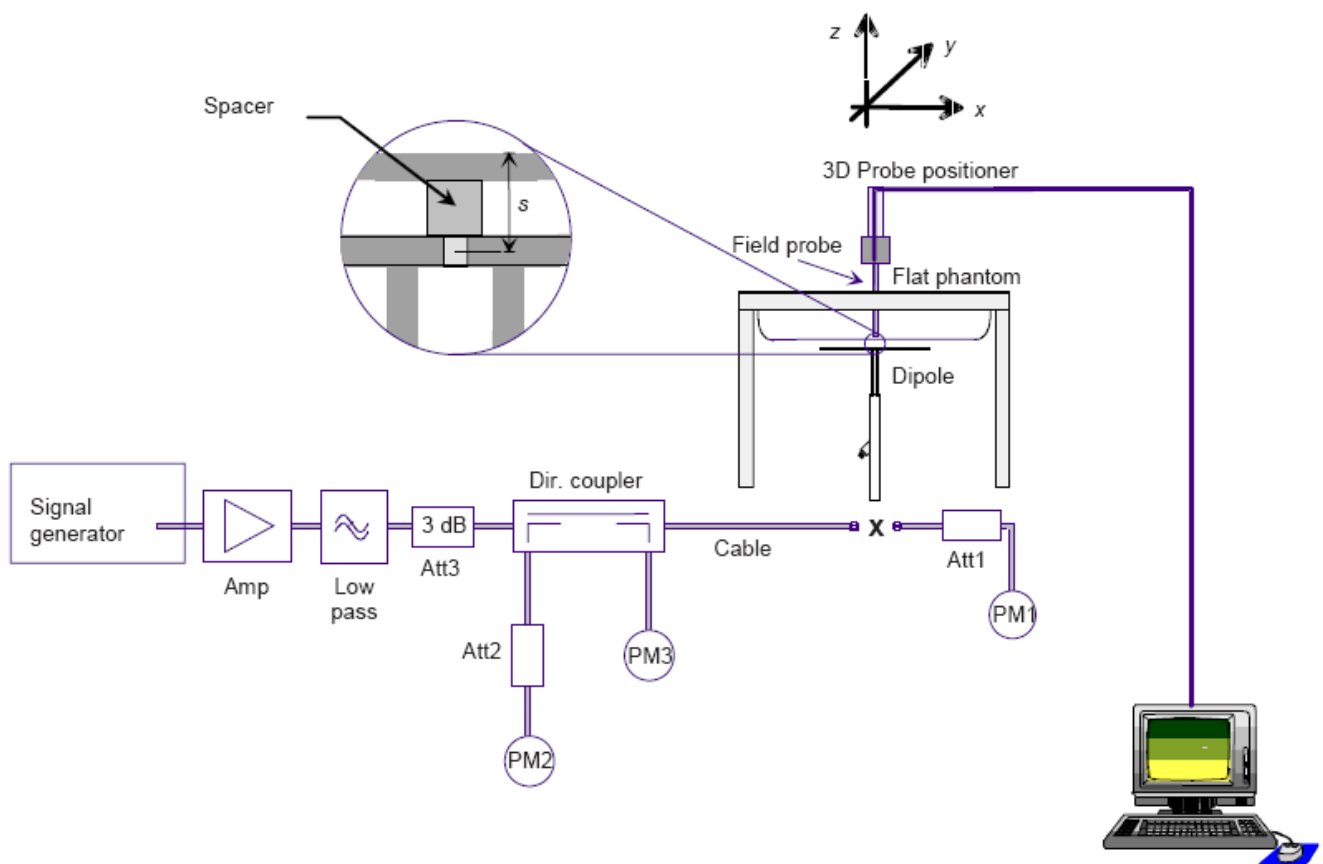 z
y
x
Spacer
s
3D Probe positioner
Field probe
Flat phantom
Dipole
Signal
generator
Amp
Low
pass
3 dB
Att3
Dir. coupler
Cable
X
Att1
PM1
Att2
PM3
PM2